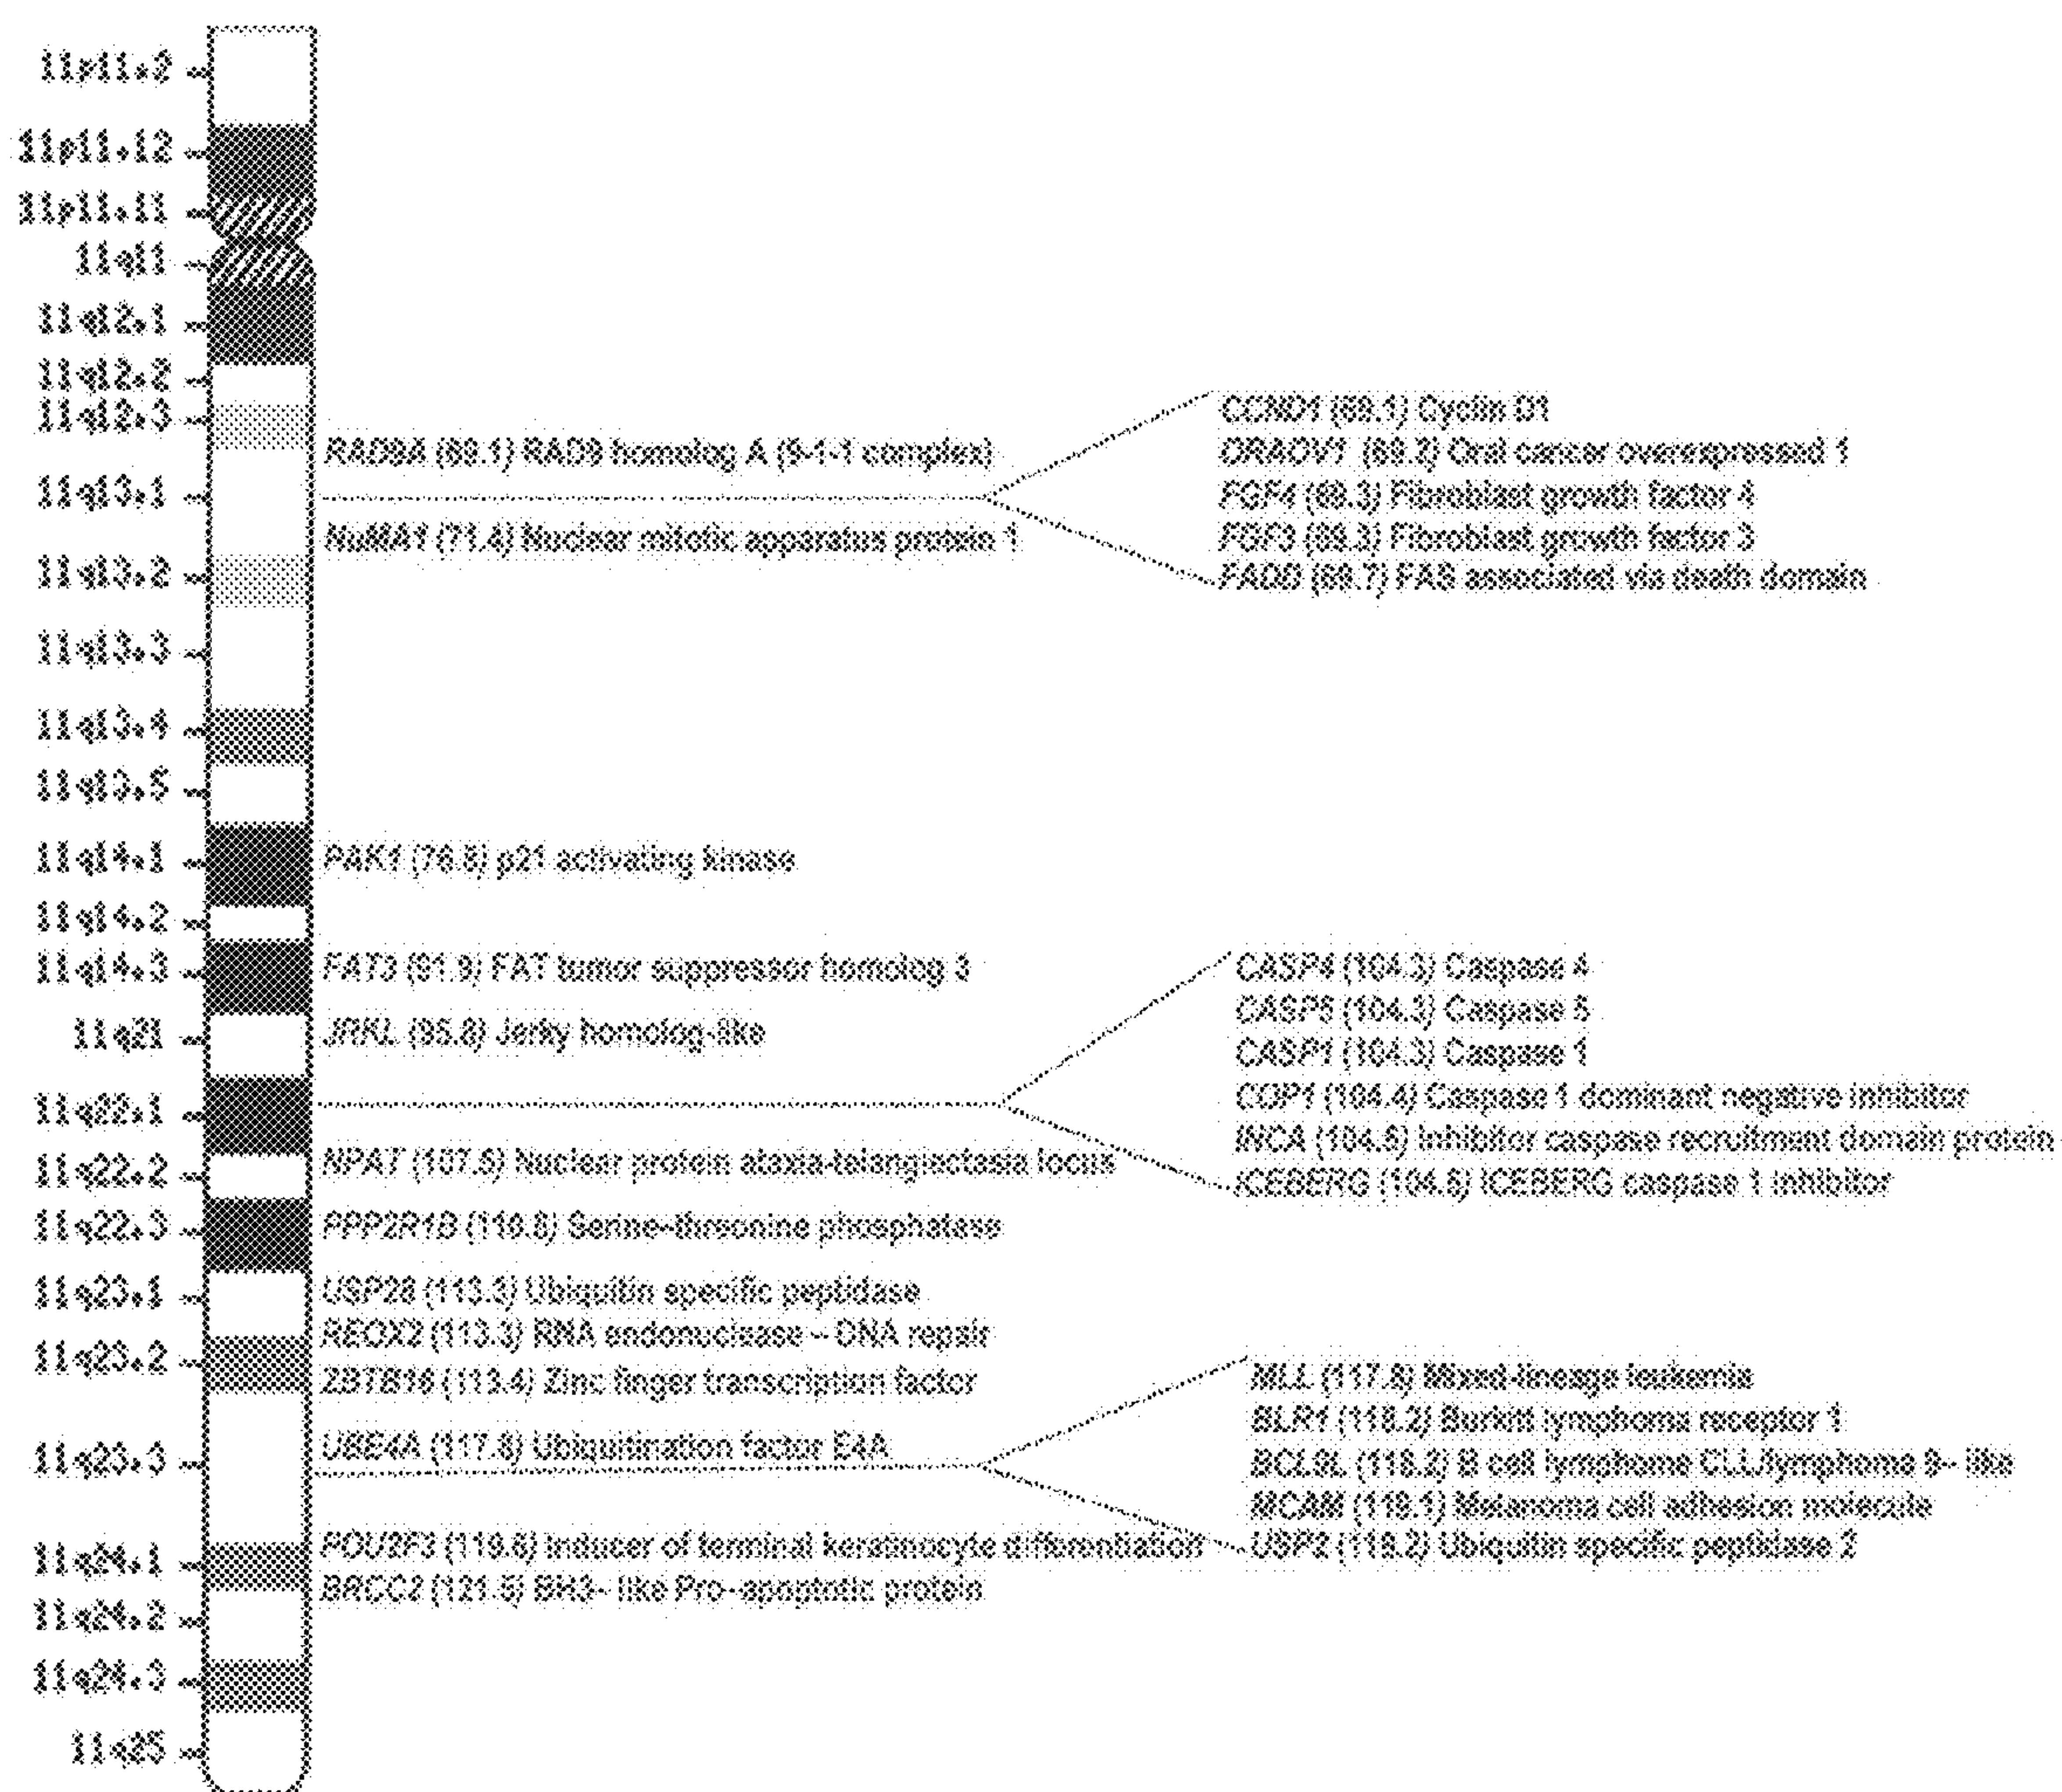 11p11.2
11p11.12
11p11.11
11q11
11q12.1
11q12.2
11q12.3
11q13.1
11q13.2
11q13.3
11q13.4
11q13.5
11q14.1
11q14.2
11q14.3
11q21
11q22.1
11q22.2
11q22.3
11q23.1
11q23.2
11q23.3
11q24.1
11q24.2
11q24.3
11q25
RAD9A (69.1) RAD9 homolog A (9-1-1 complex)
NuMA1 (71.4) Nuclear mitotic apparatus protein 1
PAK1 (76.8) p21 activating kinase
FAT3 (91.9) FAT tumor suppressor homolog 3
JRKL (95.8) Jerky homolog-like
NPAT (107.5) Nuclear protein ataxia-telangiectasia locus
PPP2R1B (110.8) Serine-threonine phosphatase
USP28 (113.3) Ubiquitin specific peptidase
REOX2 (113.3) RNA endonuclease - DNA repair
ZBTB16 (113.4) Zinc finger transcription factor
UBE4A (117.8) Ubiquitination factor E4A
POU2F3 (119.6) Inducer of terminal keratinocyte differentiation
BRCC2 (121.5) BH3- like Pro-apoptotic protein
CCND1 (69.1) Cyclin D1
ORAOV1 (69.2) Oral cancer overexpressed 1
FGF4 (69.3) Fibroblast growth factor 4
FGF3 (69.3) Fibroblast growth factor 3
FADD (69.7) FAS associated via death domain
CASP4 (104.3) Caspase 4
CASP5 (104.3) Caspase 5
CASP1 (104.3) Caspase 1
COP1 (104.4) Caspase 1 dominant negative inhibitor
INCA (104.5) Inhibitor caspase recruitment domain protein
ICEBERG (104.5) ICEBERG caspase 1 inhibitor
MLL (117.8) Mixed-lineage leukemia
BLR1 (118.2) Burkitt lymphoma receptor 1
BCL9L (118.2) B cell lymphoma CLL/lymphoma 9- like
MCAM (119.1) Melanoma cell adhesion molecule
USP2 (119.2) Ubiquitin specific peptidase 2